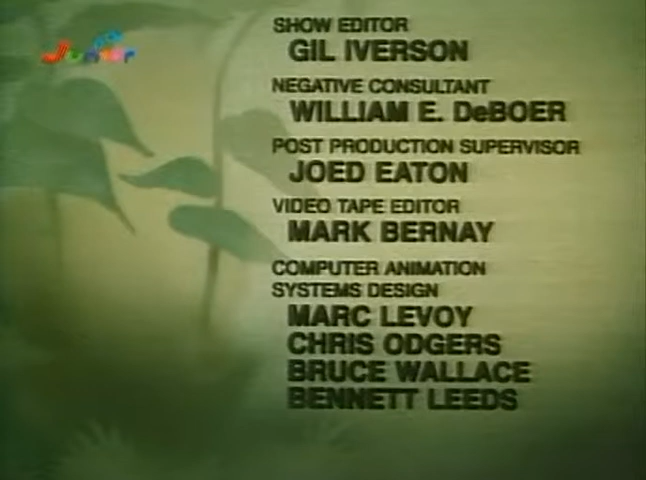 Junior
SHOW EDITOR
GIL IVERSON
NEGATIVE CONSULTANT
WILLIAM E. DeBOER
POST PRODUCTION SUPERVISOR
JOED EATON
VIDEO TAPE EDITOR
MARK BERNAY
COMPUTER ANIMATION
SYSTEMS DESIGN
MARC LEVOY
CHRIS ODGERS
BRUCE WALLACE
BENNETT LEEDS